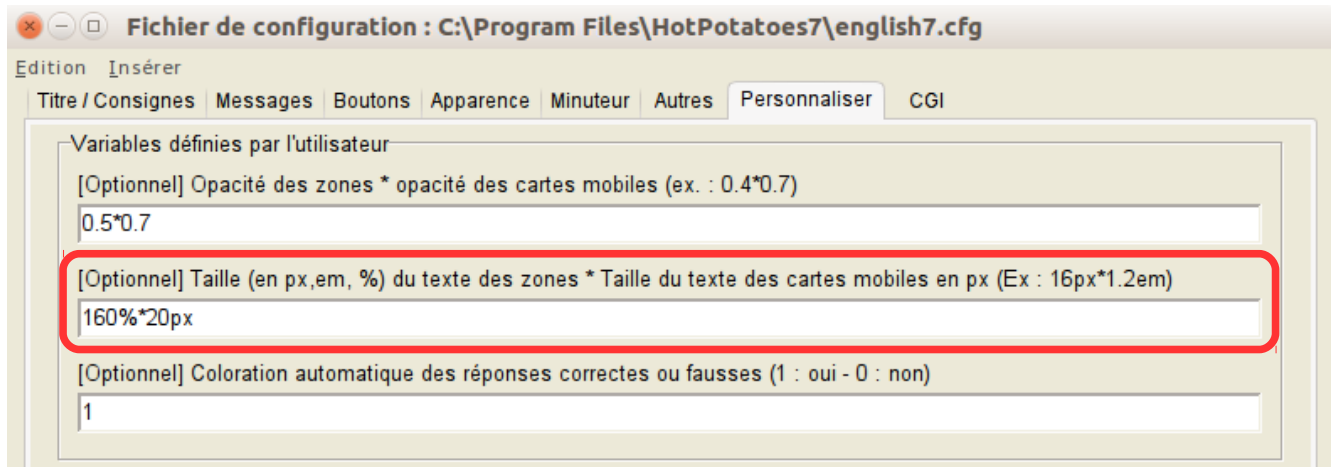 Fichier de configuration : C:\Program Files\HotPotatoes7\english7.cfg
Edition Insérer
Titre / Consignes Messages Boutons Apparence Minuteur Autres Personnaliser CGI
Variables définies par l'utilisateur
[Optionnel] Opacité des zones * opacité des cartes mobiles (ex. : 0.4*0.7)
0.5*0.7
[Optionnel] Taille (en px,em, %) du texte des zones * Taille du texte des cartes mobiles en px (Ex : 16px*1.2em)
160%*20px
[Optionnel] Coloration automatique des réponses correctes ou fausses (1 : oui - 0 : non)
1